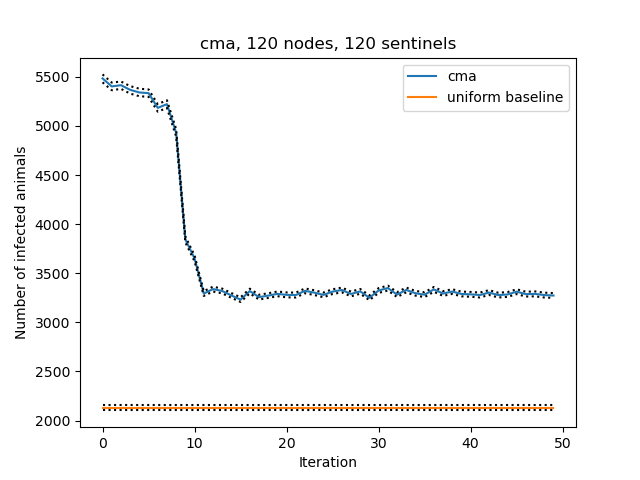 cma, 120 nodes, 120 sentinels
cma
uniform baseline
Number of infected animals
5500
5000
4500
4000
3500
3000
2500
2000
0 10 20 30 40 50
Iteration